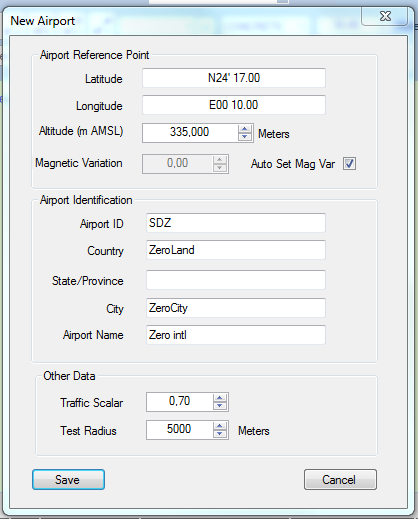 New Airport
Airport Reference Point
Latitude N24' 17.00
Longitude E00 10.00
Altitude (m AMSL) 335,000 Meters
Magnetic Variation 0,00 Auto Set Mag Var
Airport Identification
Airport ID SDZ
Country ZeroLand
State/Province
City ZeroCity
Airport Name Zero intl
Other Data
Traffic Scalar 0,70
Test Radius 5000 Meters
Save Cancel